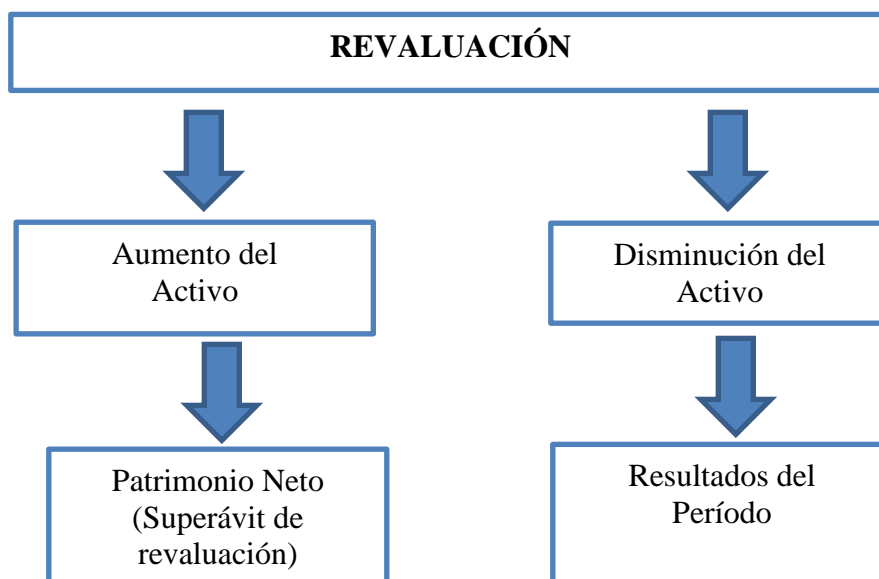 REVALUACIÓN
Aumento del
Activo
Disminución del
Activo
Patrimonio Neto
(Superávit de
revaluación)
Resultados del
Período